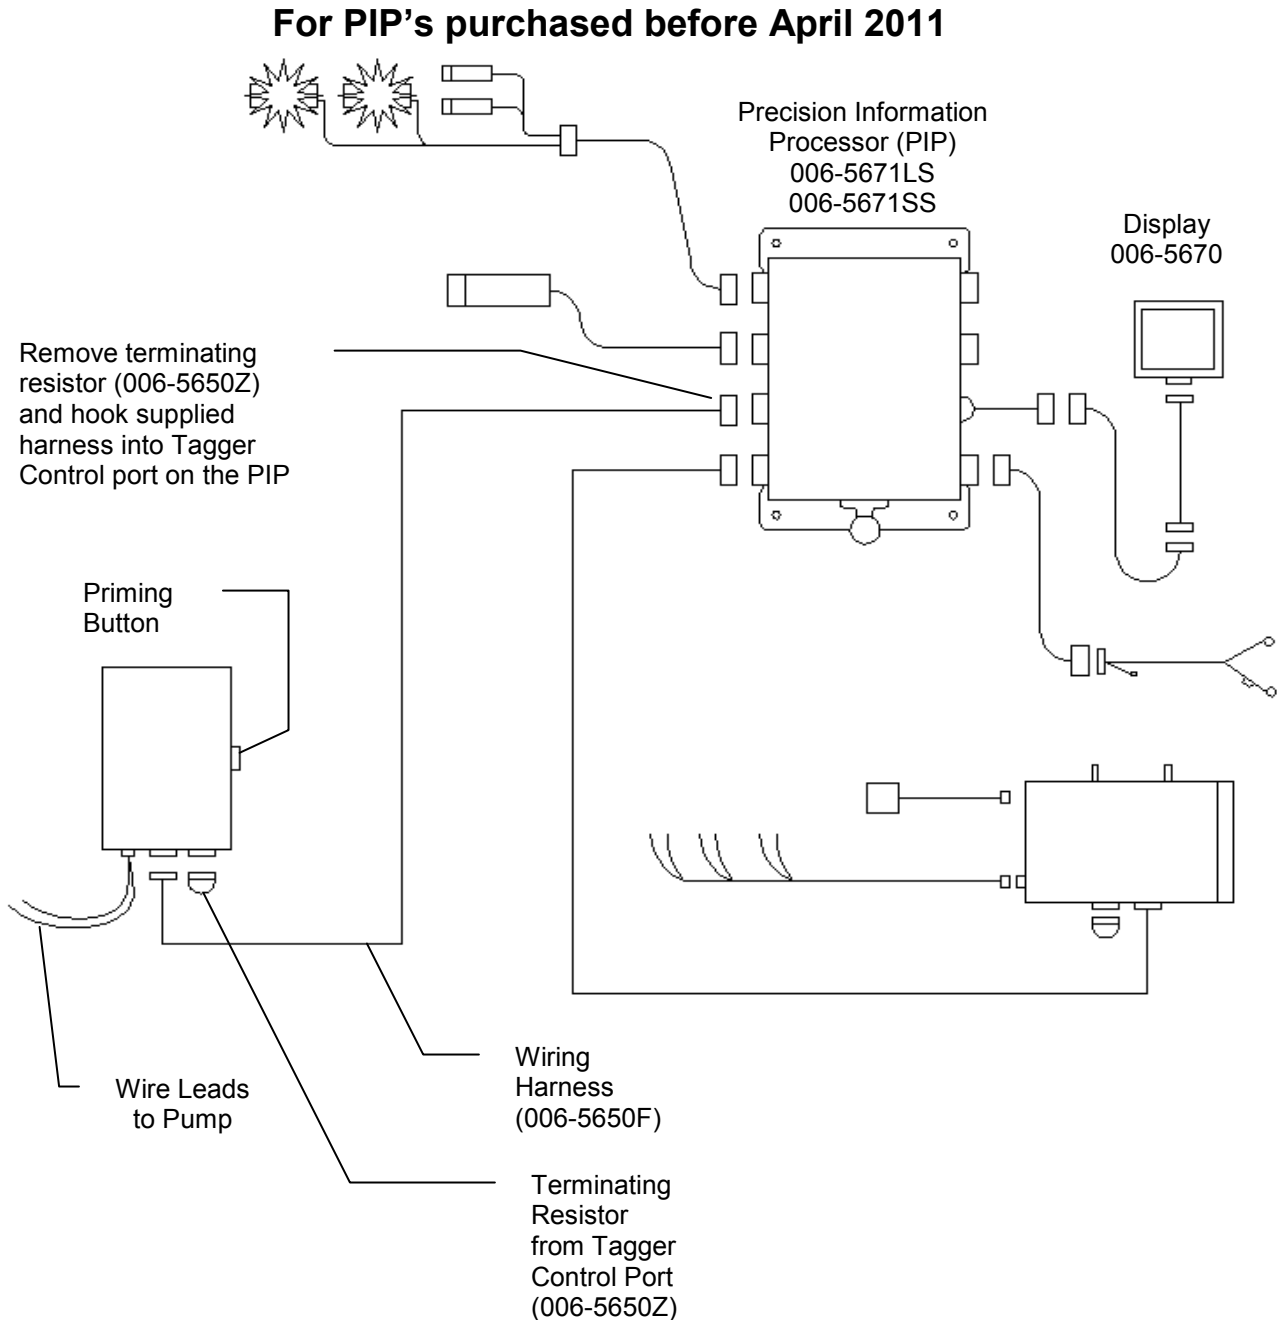 For PIP's purchased before April 2011
Precision Information
Processor (PIP)
006-5671LS
006-5671SS
Display
006-5670
Remove terminating
resistor (006-5650Z)
and hook supplied
harness into Tagger
Control port on the PIP
Priming
Button
Wire Leads
to Pump
Wiring
Harness
(006-5650F)
Terminating
Resistor
from Tagger
Control Port
(006-5650Z)